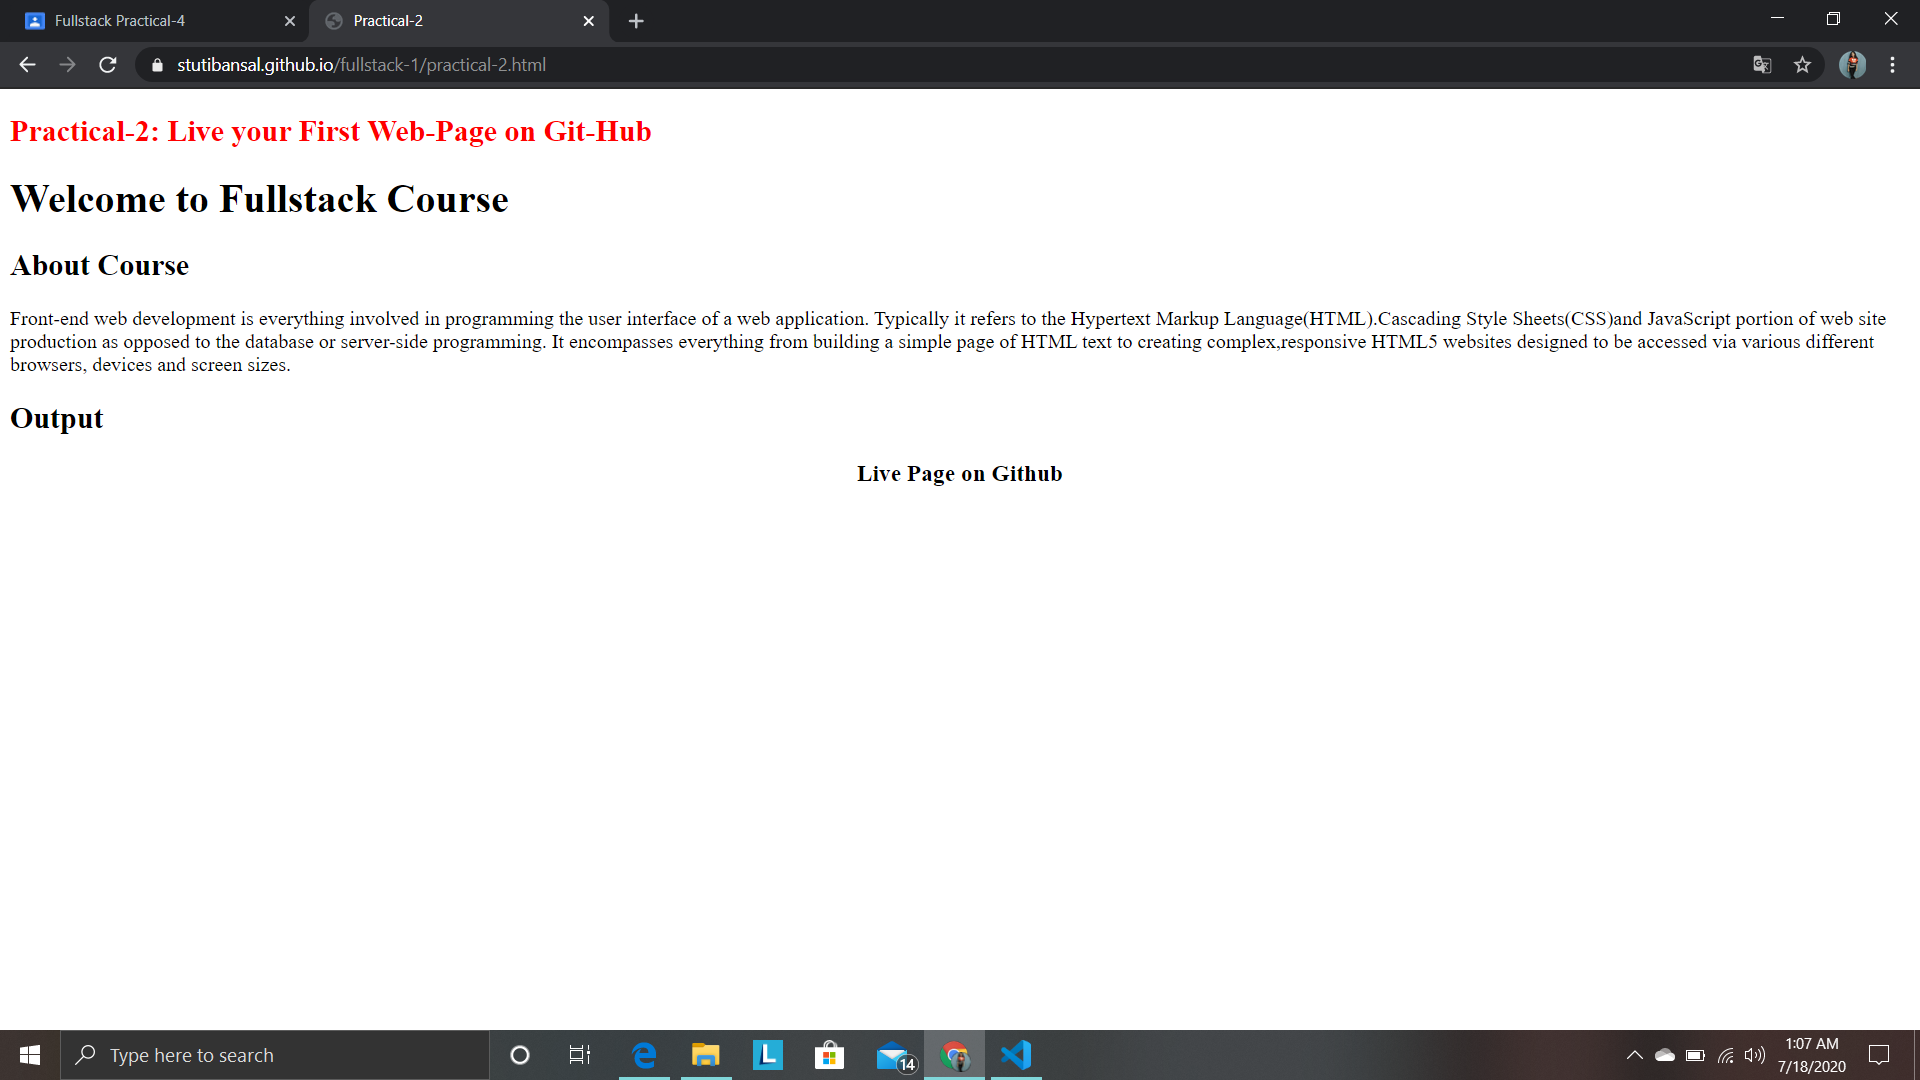 Fullstack Practical-4
Practical-2
stutibansal.github.io/fullstack-1/practical-2.html
Practical-2: Live your First Web-Page on Git-Hub
Welcome to Fullstack Course
About Course
Front-end web development is everything involved in programming the user interface of a web application. Typically it refers to the Hypertext Markup Language(HTML).Cascading Style Sheets(CSS)and JavaScript portion of web site
production as opposed to the database or server-side programming. It encompasses everything from building a simple page of HTML text to creating complex,responsive HTML5 websites designed to be accessed via various different
browsers, devices and screen sizes.
Output
Live Page on Github
Type here to search
L
14
1:07 AM
7/18/2020